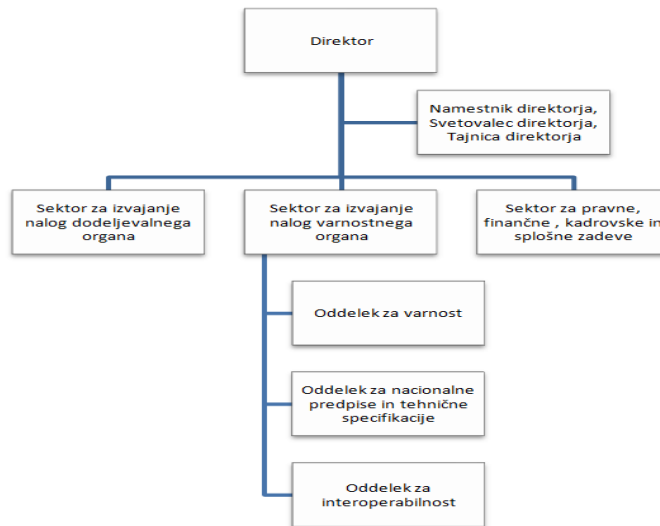 Direktor
Namestnik direktorja,
Svetovalec direktorja,
Tajnica direktorja
Sektor za izvajanje
nalog dodeljevalnega
organa
Sektor za izvajanje
nalog varnostnega
organa
Sektor za pravne,
finančne , kadrovske in
splošne zadeve
Oddelek za varnost
Oddelek za nacionalne
predpise in tehnične
specifikacije
Oddelek za
interoperabilnost